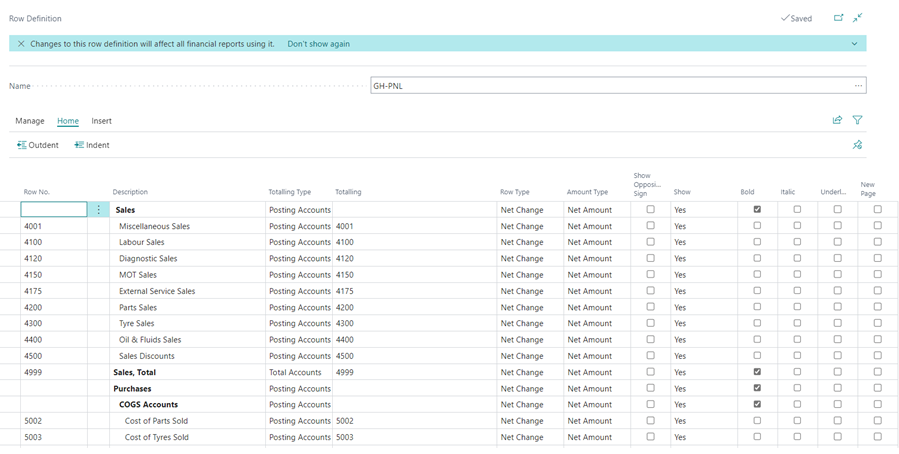 Row Definition
Saved
Changes to this row definition will affect all financial reports using it. Don't show again
Name GH-PNL
Manage Home Insert
Outdent Indent
Row No. Description Totalling Type Totalling Row Type Amount Type Show Opposi... Sign Show Bold Italic Underl... New Page
Sales Posting Accounts Net Change Net Amount Yes
4001 Miscellaneous Sales Posting Accounts 4001 Net Change Net Amount Yes
4100 Labour Sales Posting Accounts 4100 Net Change Net Amount Yes
4120 Diagnostic Sales Posting Accounts 4120 Net Change Net Amount Yes
4150 MOT Sales Posting Accounts 4150 Net Change Net Amount Yes
4175 External Service Sales Posting Accounts 4175 Net Change Net Amount Yes
4200 Parts Sales Posting Accounts 4200 Net Change Net Amount Yes
4300 Tyre Sales Posting Accounts 4300 Net Change Net Amount Yes
4400 Oil & Fluids Sales Posting Accounts 4400 Net Change Net Amount Yes
4500 Sales Discounts Posting Accounts 4500 Net Change Net Amount Yes
4999 Sales, Total Total Accounts 4999 Net Change Net Amount Yes
Purchases Posting Accounts Net Change Net Amount Yes
COGS Accounts Posting Accounts Net Change Net Amount Yes
5002 Cost of Parts Sold Posting Accounts 5002 Net Change Net Amount Yes
5003 Cost of Tyres Sold Posting Accounts 5003 Net Change Net Amount Yes